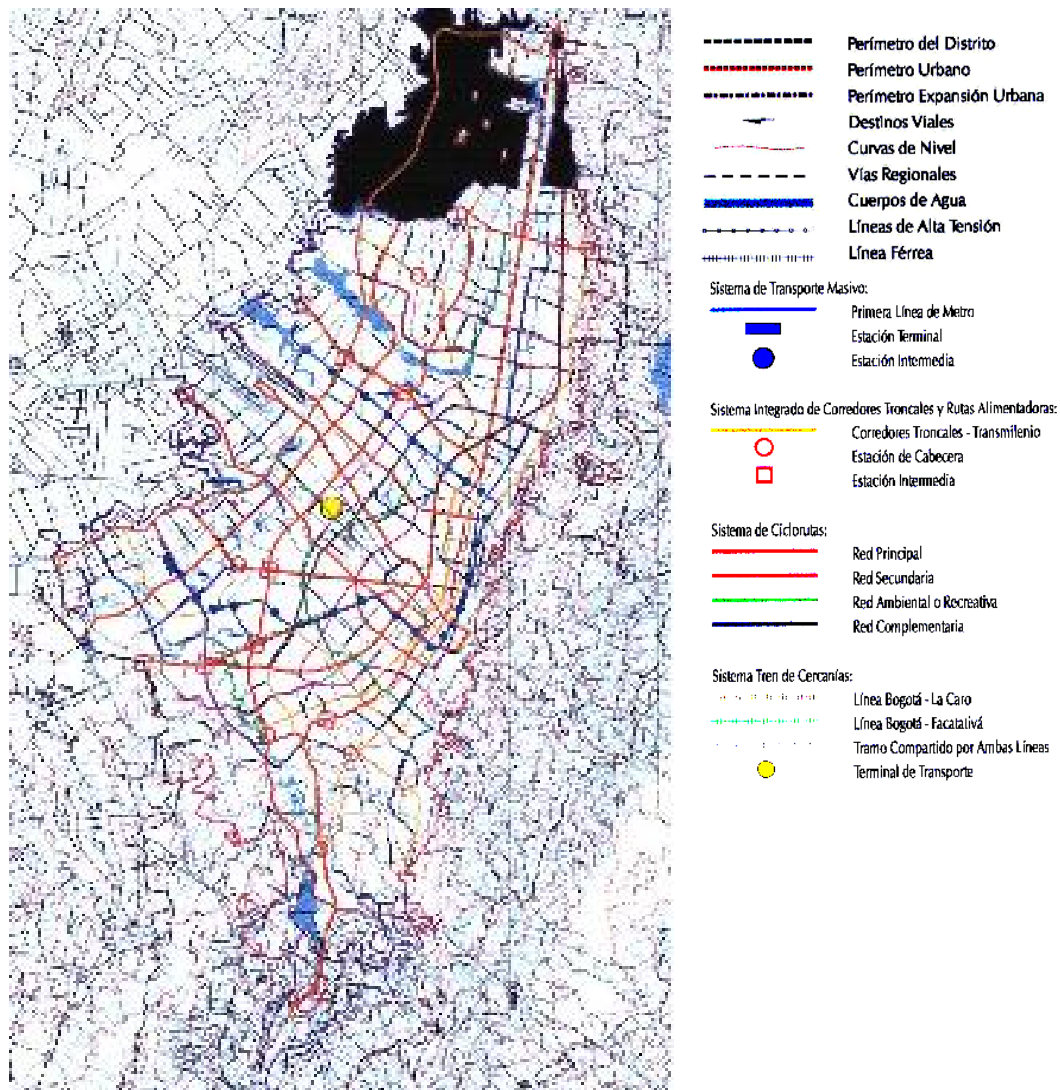 Perímetro del Distrito
Perímetro Urbano
Perímetro Expansión Urbana
Destinos Viales
Curvas de Nivel
Vías Regionales
Cuerpos de Agua
Líneas de Alta Tensión
Línea Férrea
Sistema de Transporte Masivo:
Primera Línea de Metro
Estación Terminal
Estación Intermedia
Sistema Integrado de Corredores Troncales y Rutas Alimentadoras:
Corredores Troncales - Transmilenio
Estación de Cabecera
Estación Intermedia
Sistema de Ciclorutas:
Red Principal
Red Secundaria
Red Ambiental o Recreativa
Red Complementaria
Sistema Tren de Cercanías:
Línea Bogotá - La Caro
Línea Bogotá - Facatativá
Tramo Compartido por Ambas Líneas
Terminal de Transporte